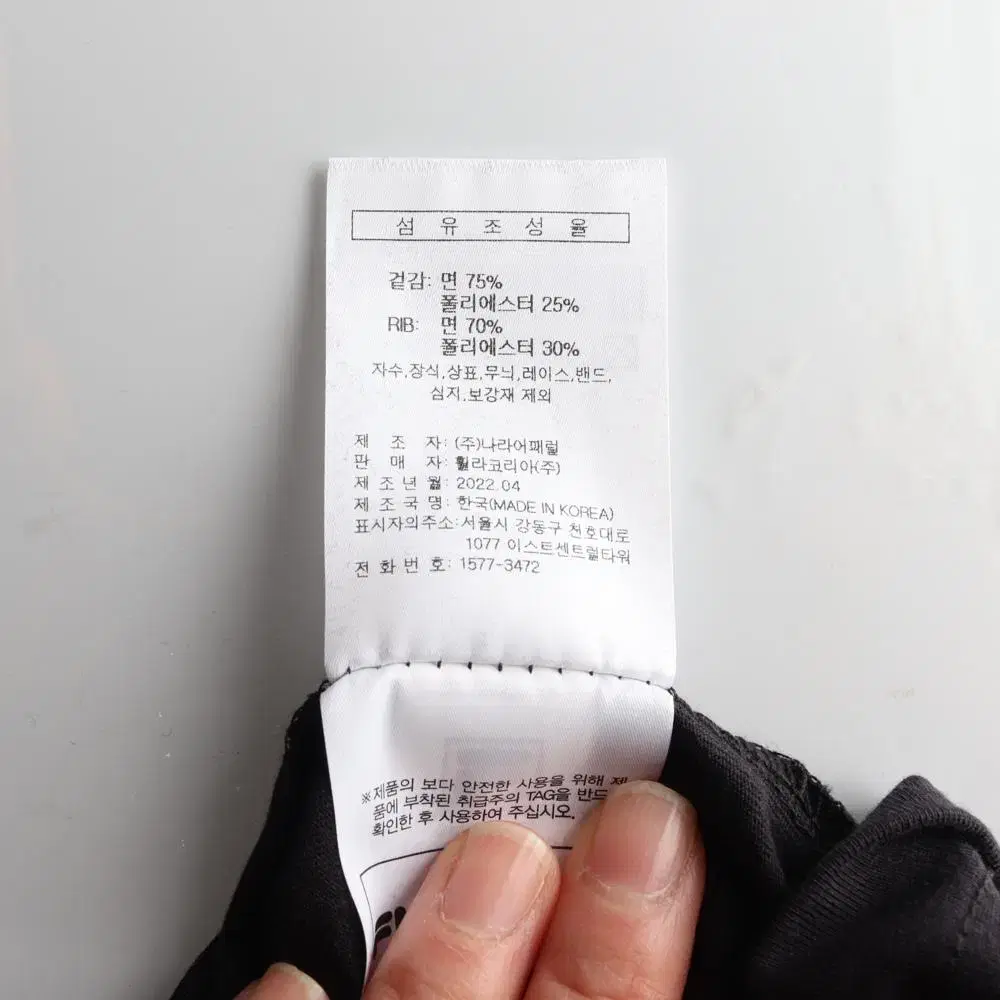 섬 유 조 성 율
겉감: 면 75%
폴리에스터 25%
RIB: 면 70%
폴리에스터 30%
자수,장식,상표,무늬,레이스,밴드,
심지,보강재 제외
제 조 자: (주)나라어패럴
판 매 자: 휠라코리아(주)
제 조 년 월: 2022.04
제 조 국 명: 한국(MADE IN KOREA)
표시자의주소:서울시 강동구 천호대로
1077 이스트센트럴타워
전 화 번 호: 1577-3472
※제품의 보다 안전한 사용을 위해 제
품에 부착된 취급주의 TAG을 반드
확인한 후 사용하여 주십시오.